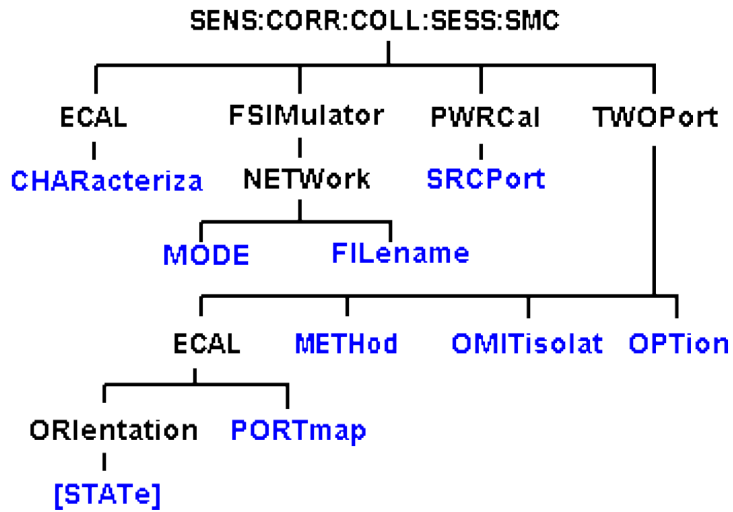 SENS:CORR:COLL:SESS:SMC
ECAL FSIMulator PWRCal TWOPort
CHARacteriza NETWork SRCPort
MODE FILename
ECAL METHod OMITisolat OPTion
ORIentation PORTmap
[STATe]